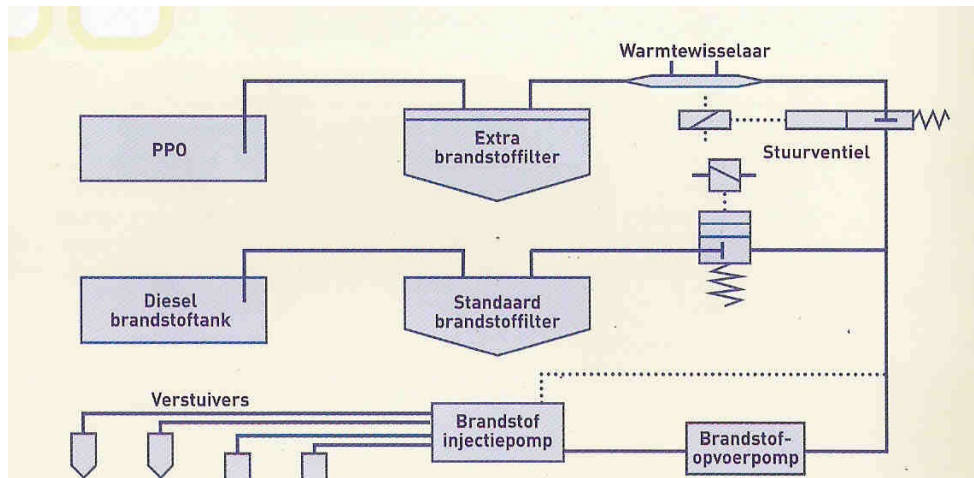 Warmtewisselaar
PPO
Extra
brandstoffilter
Stuurventiel
Diesel
brandstoftank
Standaard
brandstoffilter
Verstuivers
Brandstof
injectiepomp
Brandstof-
opvoerpomp